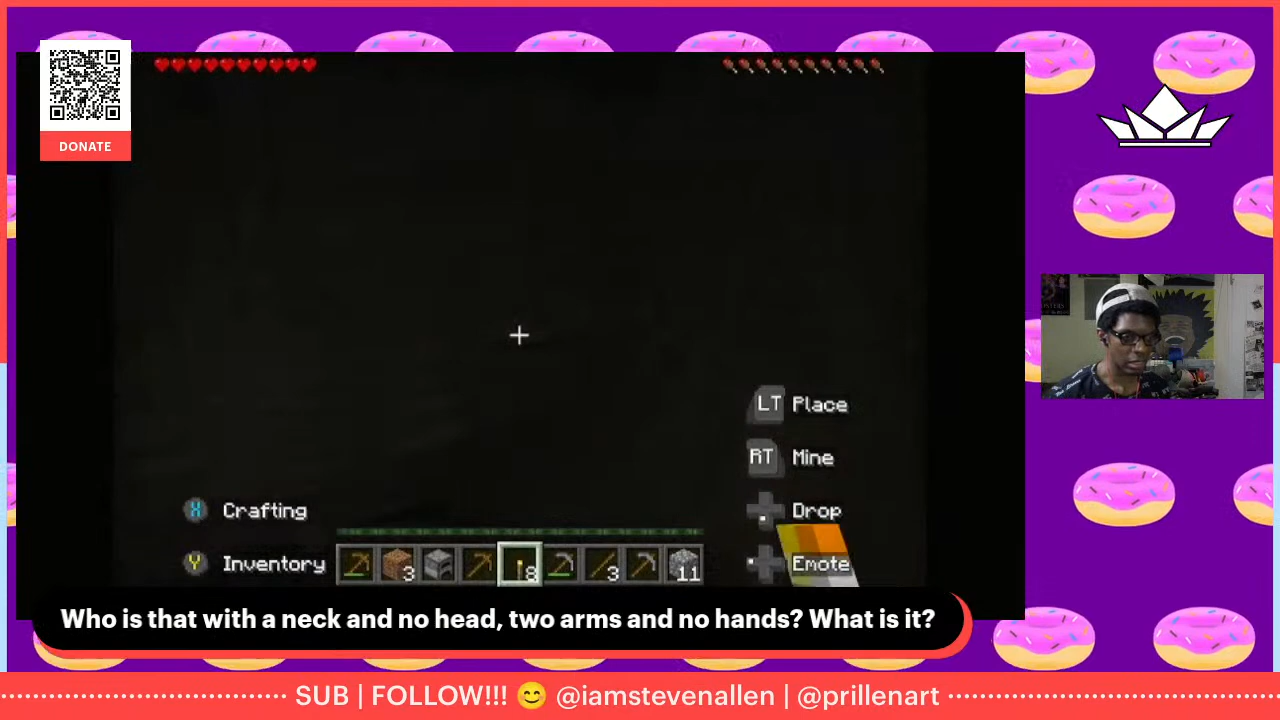 DONATE
LT Place
RT Mine
X Crafting
Drop
Y Inventory
3
8
3
11
Emote
Who is that with a neck and no head, two arms and no hands? What is it?
SUB | FOLLOW!!! 😊 @iamstevenallen | @prillenart